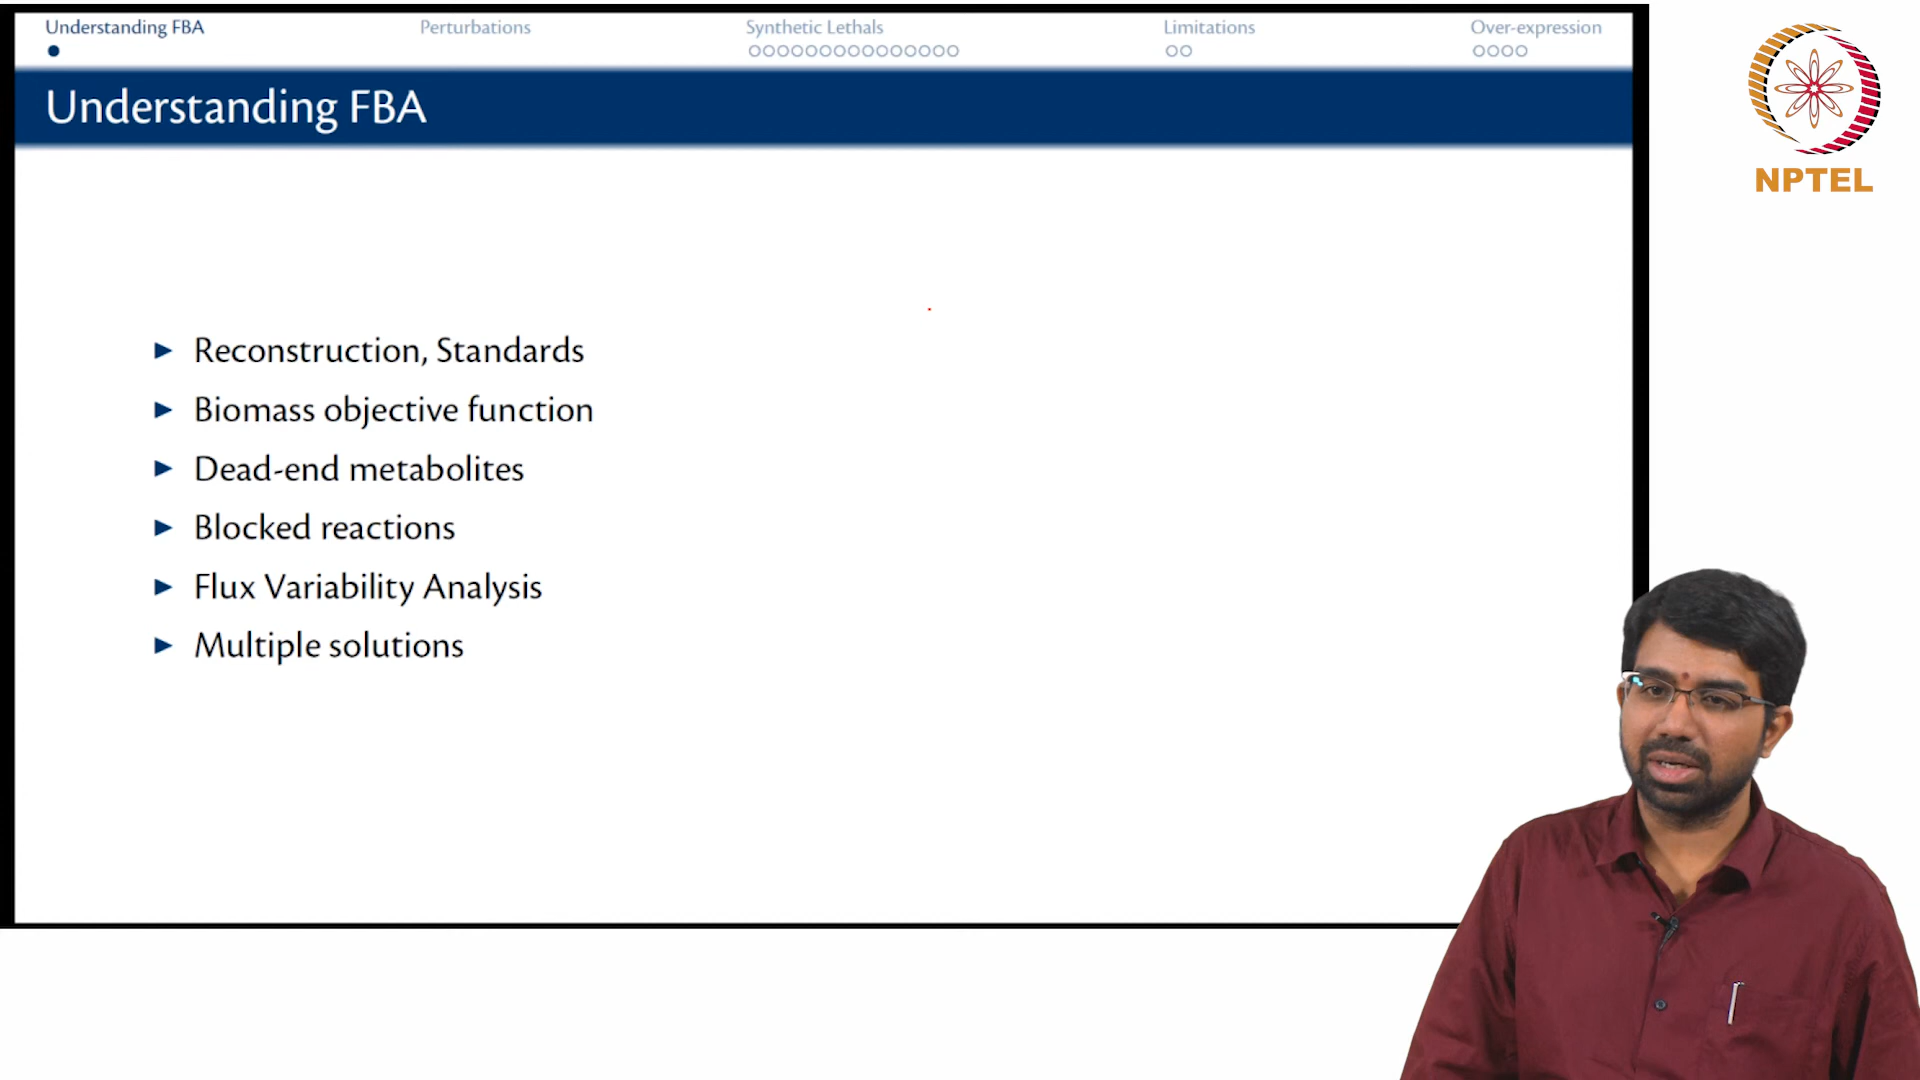 Understanding FBA
Perturbations
Synthetic Lethals
Limitations
Over-expression
Understanding FBA
NPTEL
Reconstruction, Standards
Biomass objective function
Dead-end metabolites
Blocked reactions
Flux Variability Analysis
Multiple solutions